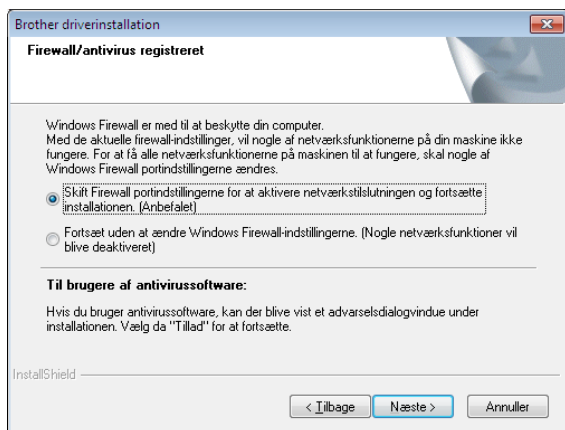 Brother driverinstallation
Firewall/antivirus registreret
Windows Firewall er med til at beskytte din computer.
Med de aktuelle firewall-indstillinger, vil nogle af netværksfunktionerne på din maskine ikke
fungere. For at få alle netværksfunktionerne på maskinen til at fungere, skal nogle af
Windows Firewall portindstillingerne ændres.
Skift Firewall portindstillingerne for at aktivere netværkstilslutningen og fortsætte
installationen. (Anbefalet)
Fortsæt uden at ændre Windows Firewall-indstillingerne. (Nogle netværksfunktioner vil
blive deaktiveret)
Til brugere af antivirussoftware:
Hvis du bruger antivirussoftware, kan der blive vist et advarselsdialogvindue under
installationen. Vælg da "Tillad" for at fortsætte.
InstallShield
< Tilbage Næste > Annuller